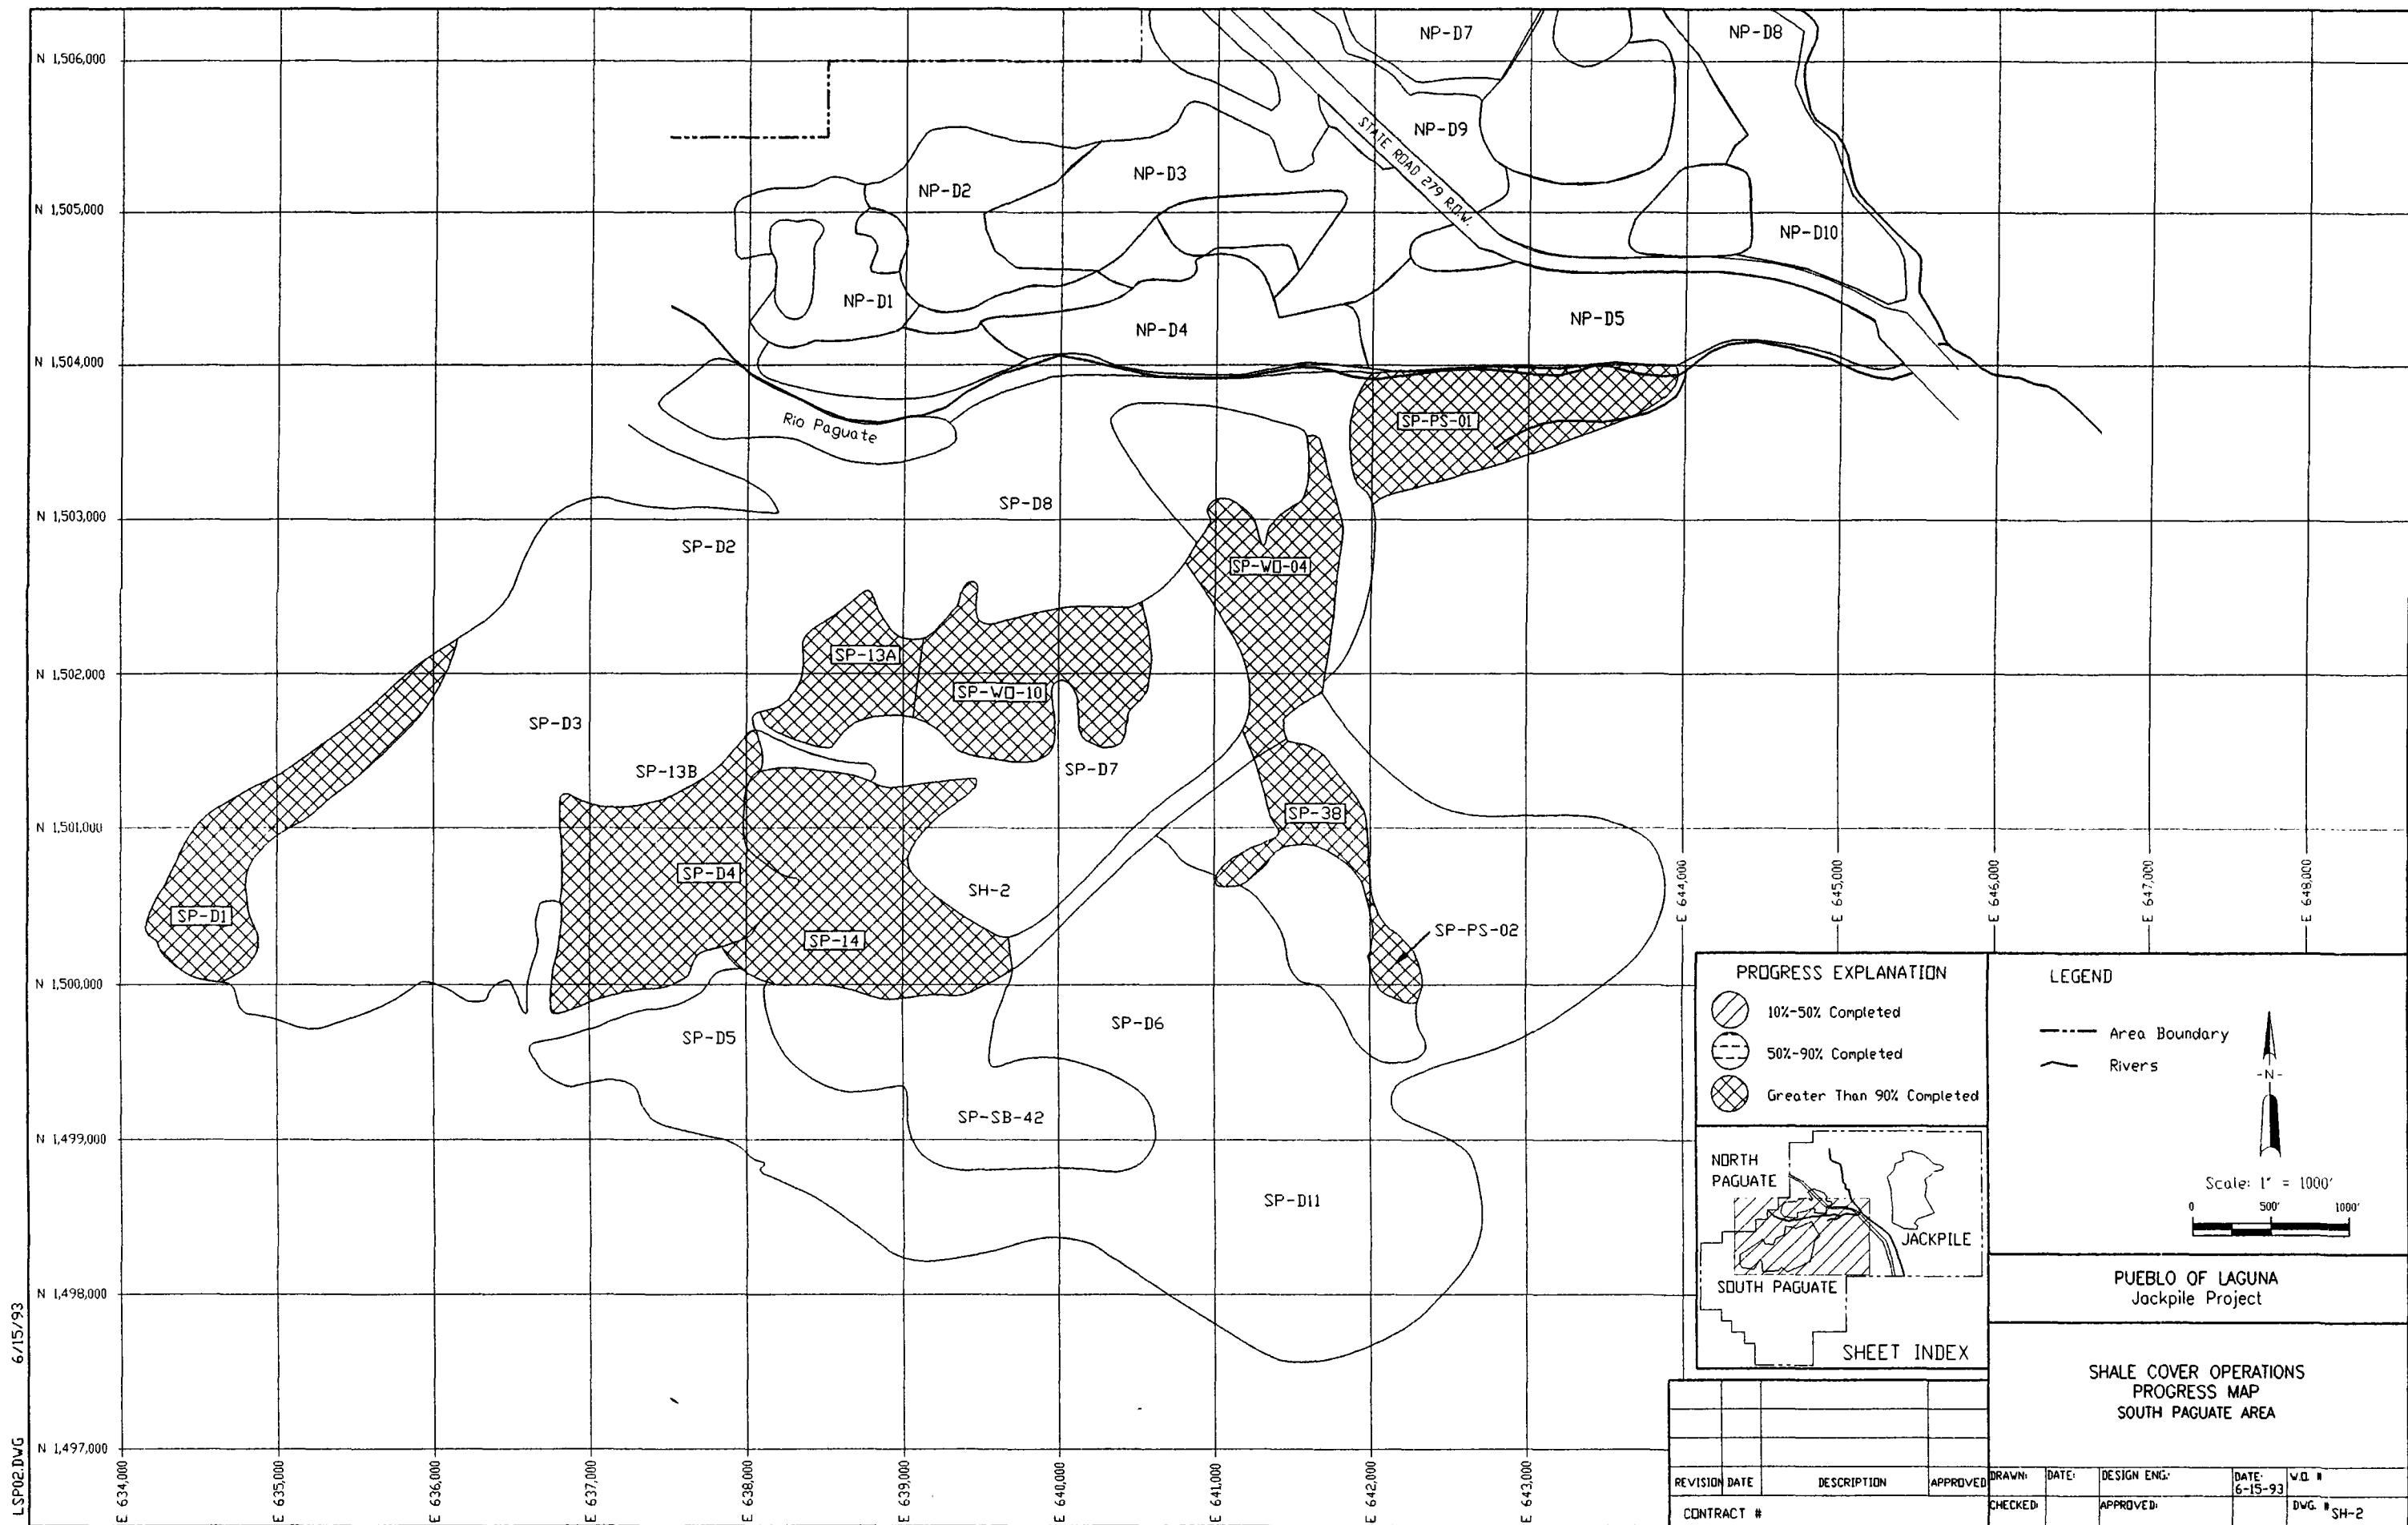 NP-D7
NP-D8
N 1,506,000
NP-D9
STATE ROAD 279 R.O.W.
NP-D3
NP-D2
N 1,505,000
NP-D10
NP-D1
NP-D5
NP-D4
N 1,504,000
SP-PS-01
Rio Paguate
SP-D8
N 1,503,000
SP-D2
SP-WO-04
SP-13A
N 1,502,000
SP-WO-10
SP-D3
SP-13B
SP-D7
SP-38
N 1,501,000
SP-D4
SH-2
SP-D1
SP-PS-02
SP-14
N 1,500,000
SP-D6
SP-D5
SP-SB-42
N 1,499,000
SP-D11
N 1,498,000
N 1,497,000
E 644,000
E 645,000
E 646,000
E 647,000
E 648,000
E 634,000
E 635,000
E 636,000
E 637,000
E 638,000
E 639,000
E 640,000
E 641,000
E 642,000
E 643,000
LSP02.DWG 6/15/93
PROGRESS EXPLANATION
10%-50% Completed
50%-90% Completed
Greater Than 90% Completed
LEGEND
Area Boundary
Rivers
-N-
Scale: 1" = 1000'
0 500' 1000'
NORTH
PAGUATE
JACKPILE
SOUTH PAGUATE
SHEET INDEX
PUEBLO OF LAGUNA
Jackpile Project
SHALE COVER OPERATIONS
PROGRESS MAP
SOUTH PAGUATE AREA
REVISION DATE DESCRIPTION APPROVED
CONTRACT #
DRAWN: DATE: DESIGN ENG: DATE: W.O. #
6-15-93
CHECKED: APPROVED: DWG. # SH-2